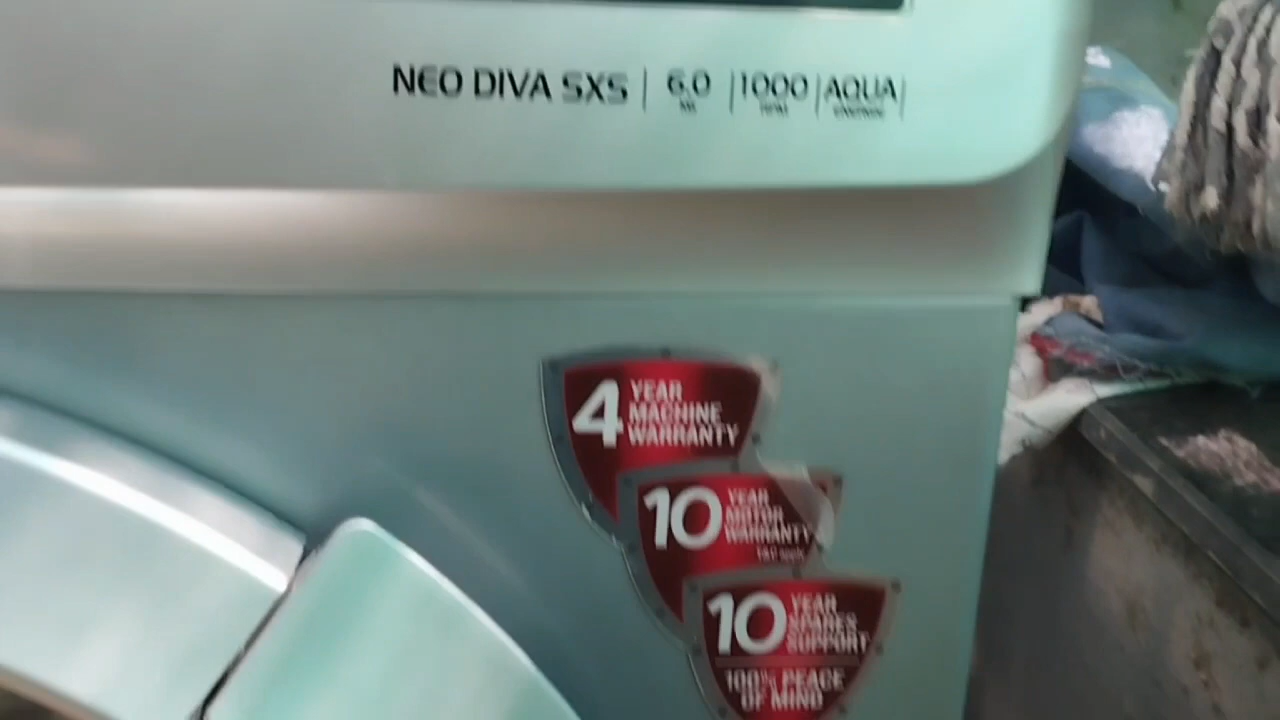 NEO DIVA SXS | 6.0 | 1000 | AQUA
4 YEAR
MACHINE
WARRANTY
10 YEAR
MOTOR
WARRANTY
10 YEAR
SPARES
SUPPORT
100% PEACE
OF MIND